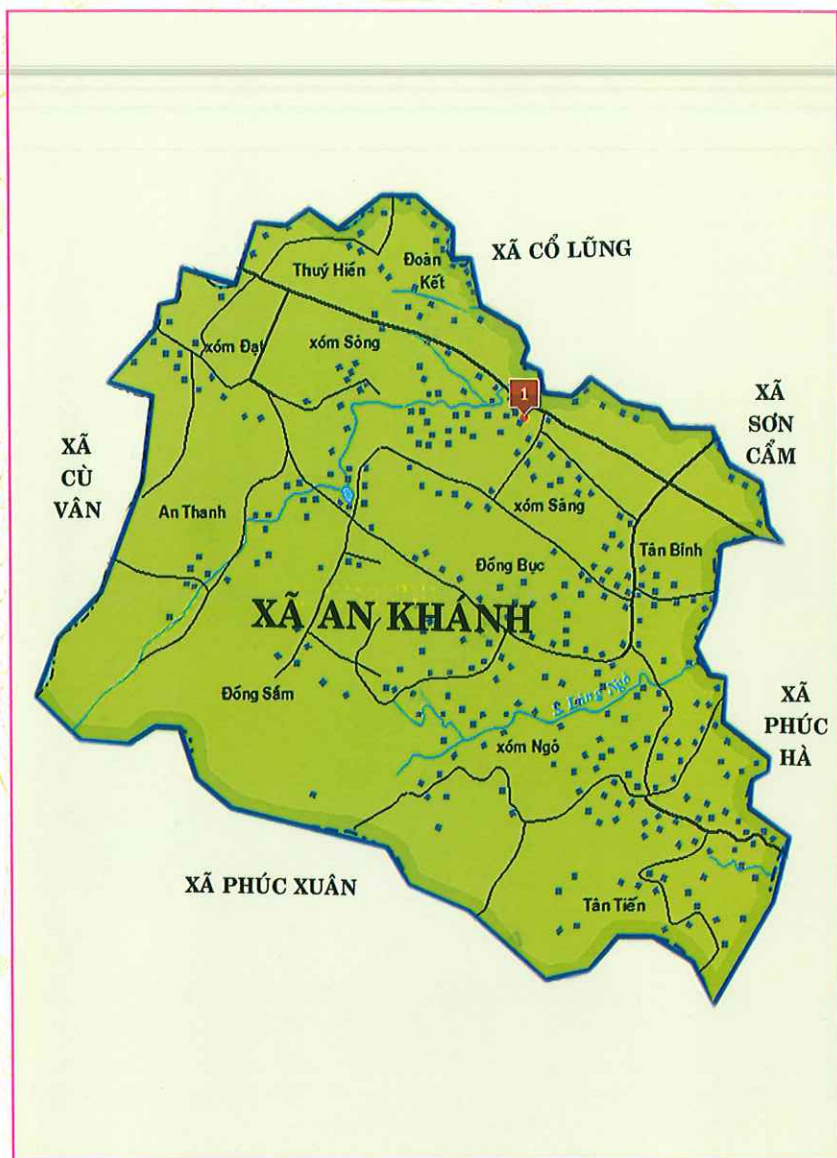 XÃ CỔ LŨNG
Đoàn
Kết
Thuý Hiền
xóm Đạt
xóm Sòng
1
XÃ
SƠN
CẨM
XÃ
CÙ
VÂN
An Thanh
xóm Sảng
Đồng Bục
Tân Bình
XÃ AN KHÁNH
Đồng Sầm
xóm Ngò
XÃ
PHÚC
HÀ
XÃ PHÚC XUÂN
Tân Tiến